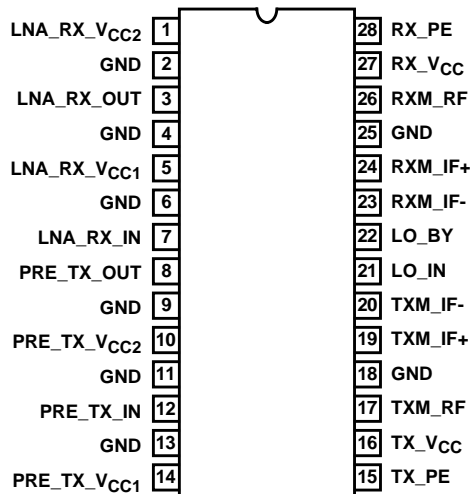 LNA_RX_VCC2 1 28 RX_PE
GND 2 27 RX_VCC
LNA_RX_OUT 3 26 RXM_RF
GND 4 25 GND
LNA_RX_VCC1 5 24 RXM_IF+
GND 6 23 RXM_IF-
LNA_RX_IN 7 22 LO_BY
PRE_TX_OUT 8 21 LO_IN
GND 9 20 TXM_IF-
PRE_TX_VCC2 10 19 TXM_IF+
GND 11 18 GND
PRE_TX_IN 12 17 TXM_RF
GND 13 16 TX_VCC
PRE_TX_VCC1 14 15 TX_PE